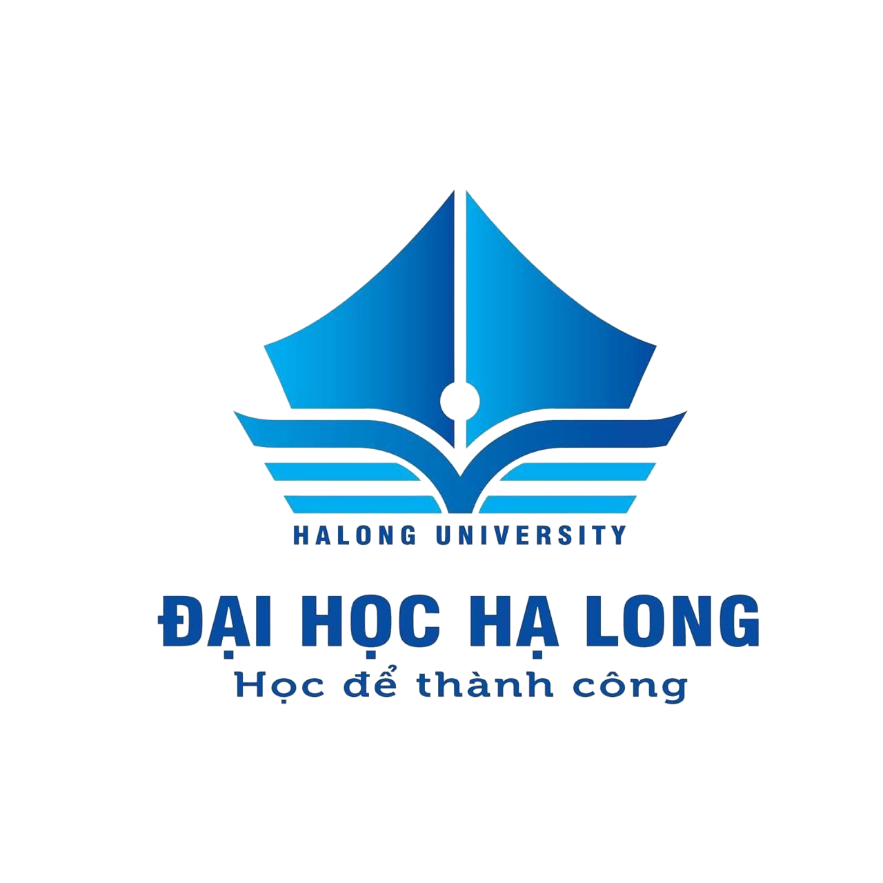 HALONG UNIVERSITY
ĐẠI HỌC HẠ LONG
Học để thành công